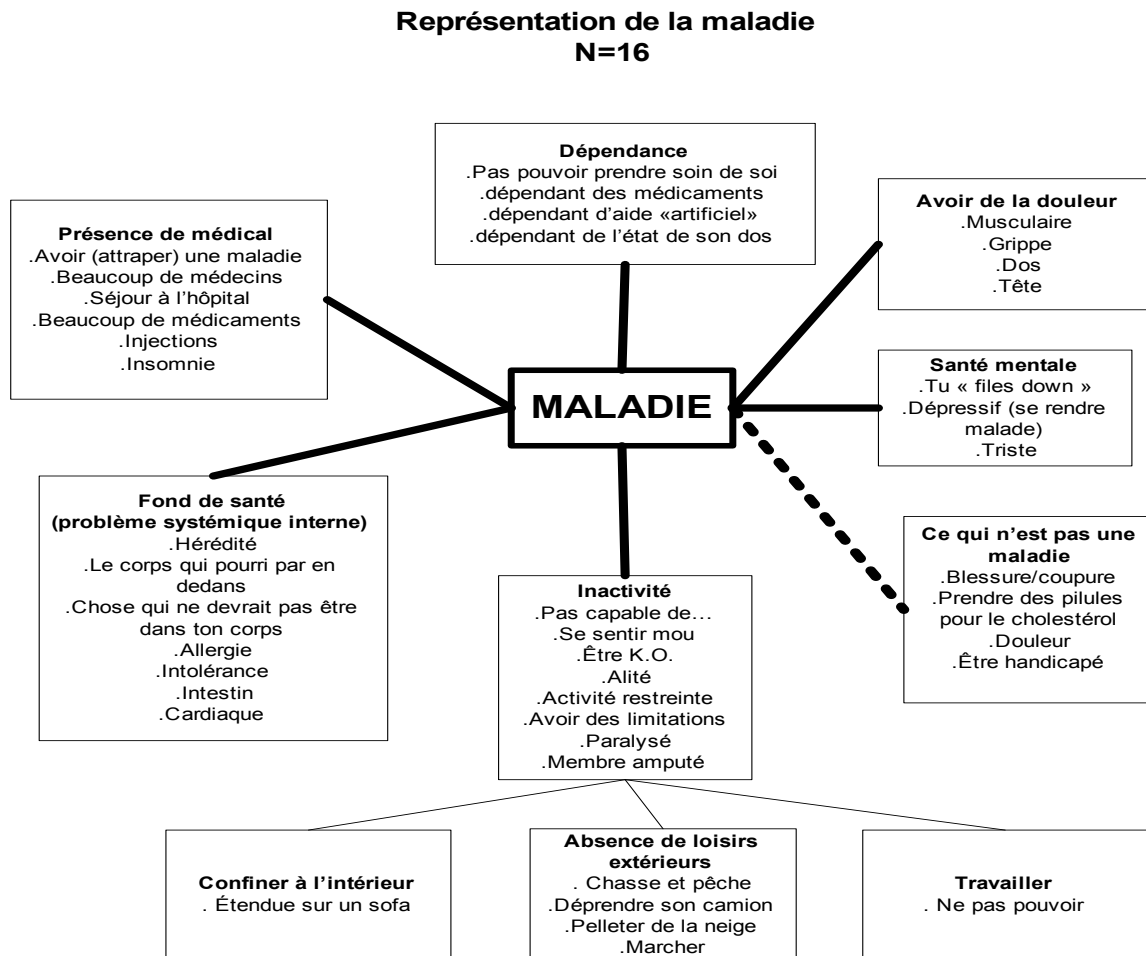 Représentation de la maladie
N=16
Dépendance
.Pas pouvoir prendre soin de soi
.dépendant des médicaments
.dépendant d'aide «artificiel»
.dépendant de l'état de son dos
Avoir de la douleur
.Musculaire
.Grippe
.Dos
.Tête
Présence de médical
.Avoir (attraper) une maladie
.Beaucoup de médecins
.Séjour à l'hôpital
.Beaucoup de médicaments
.Injections
.Insomnie
MALADIE
Santé mentale
.Tu « files down »
.Dépressif (se rendre
malade)
.Triste
Fond de santé
(problème systémique interne)
.Hérédité
.Le corps qui pourri par en
dedans
.Chose qui ne devrait pas être
dans ton corps
.Allergie
.Intolérance
.Intestin
.Cardiaque
Ce qui n'est pas une
maladie
.Blessure/coupure
.Prendre des pilules
pour le cholestérol
.Douleur
.Être handicapé
Inactivité
.Pas capable de…
.Se sentir mou
.Être K.O.
.Alité
.Activité restreinte
.Avoir des limitations
.Paralysé
.Membre amputé
Confiner à l'intérieur
. Étendue sur un sofa
Absence de loisirs
extérieurs
. Chasse et pêche
.Déprendre son camion
.Pelleter de la neige
.Marcher
Travailler
. Ne pas pouvoir